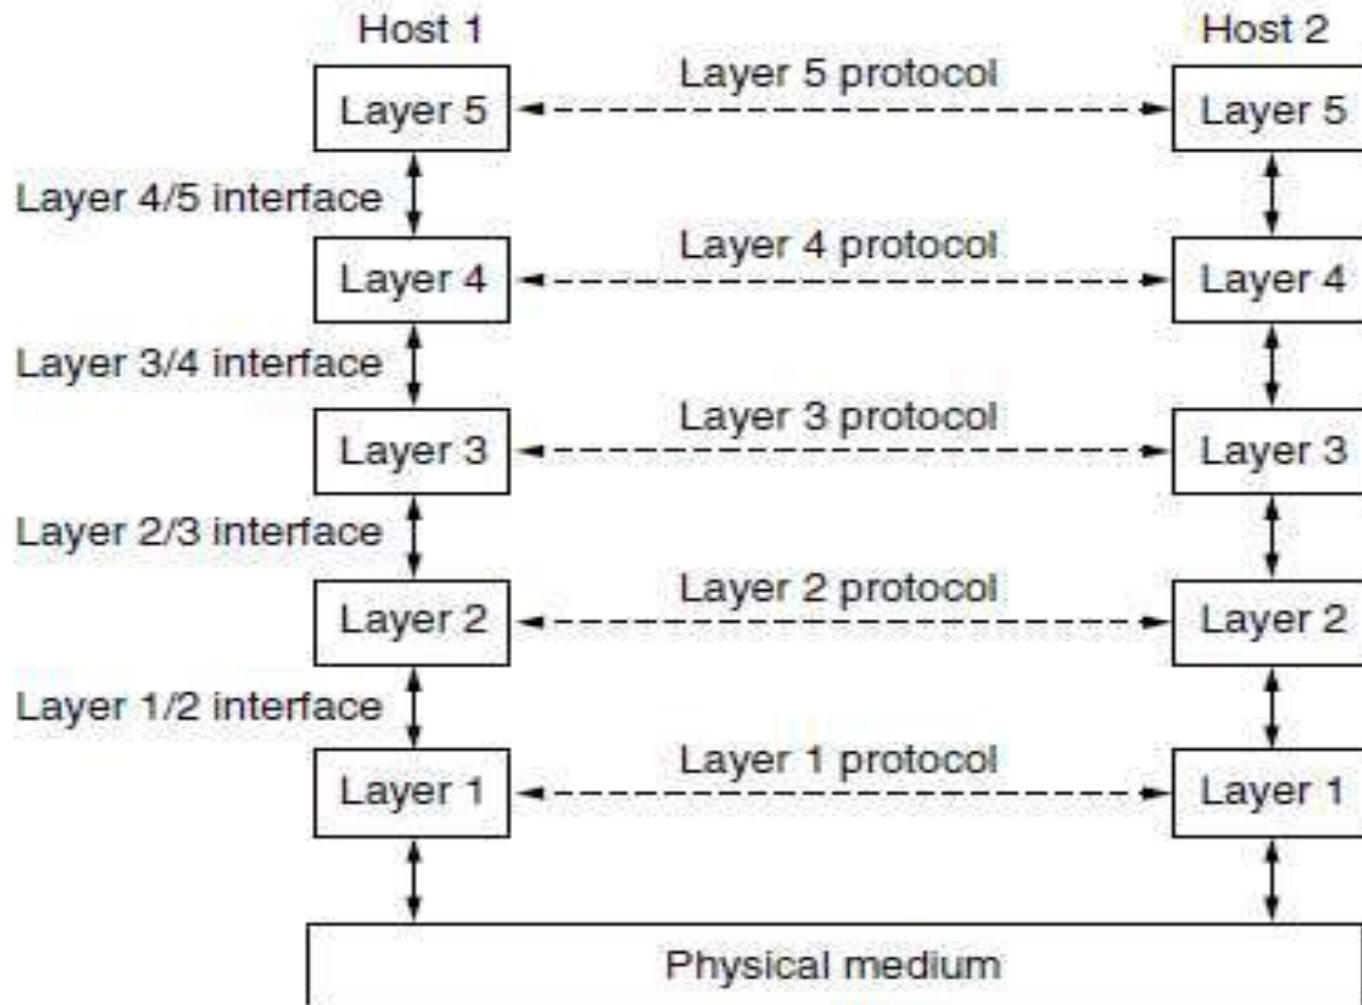 Host 1
Host 2
Layer 5 protocol
Layer 5
Layer 5
Layer 4/5 interface
Layer 4 protocol
Layer 4
Layer 4
Layer 3/4 interface
Layer 3 protocol
Layer 3
Layer 3
Layer 2/3 interface
Layer 2 protocol
Layer 2
Layer 2
Layer 1/2 interface
Layer 1 protocol
Layer 1
Layer 1
Physical medium